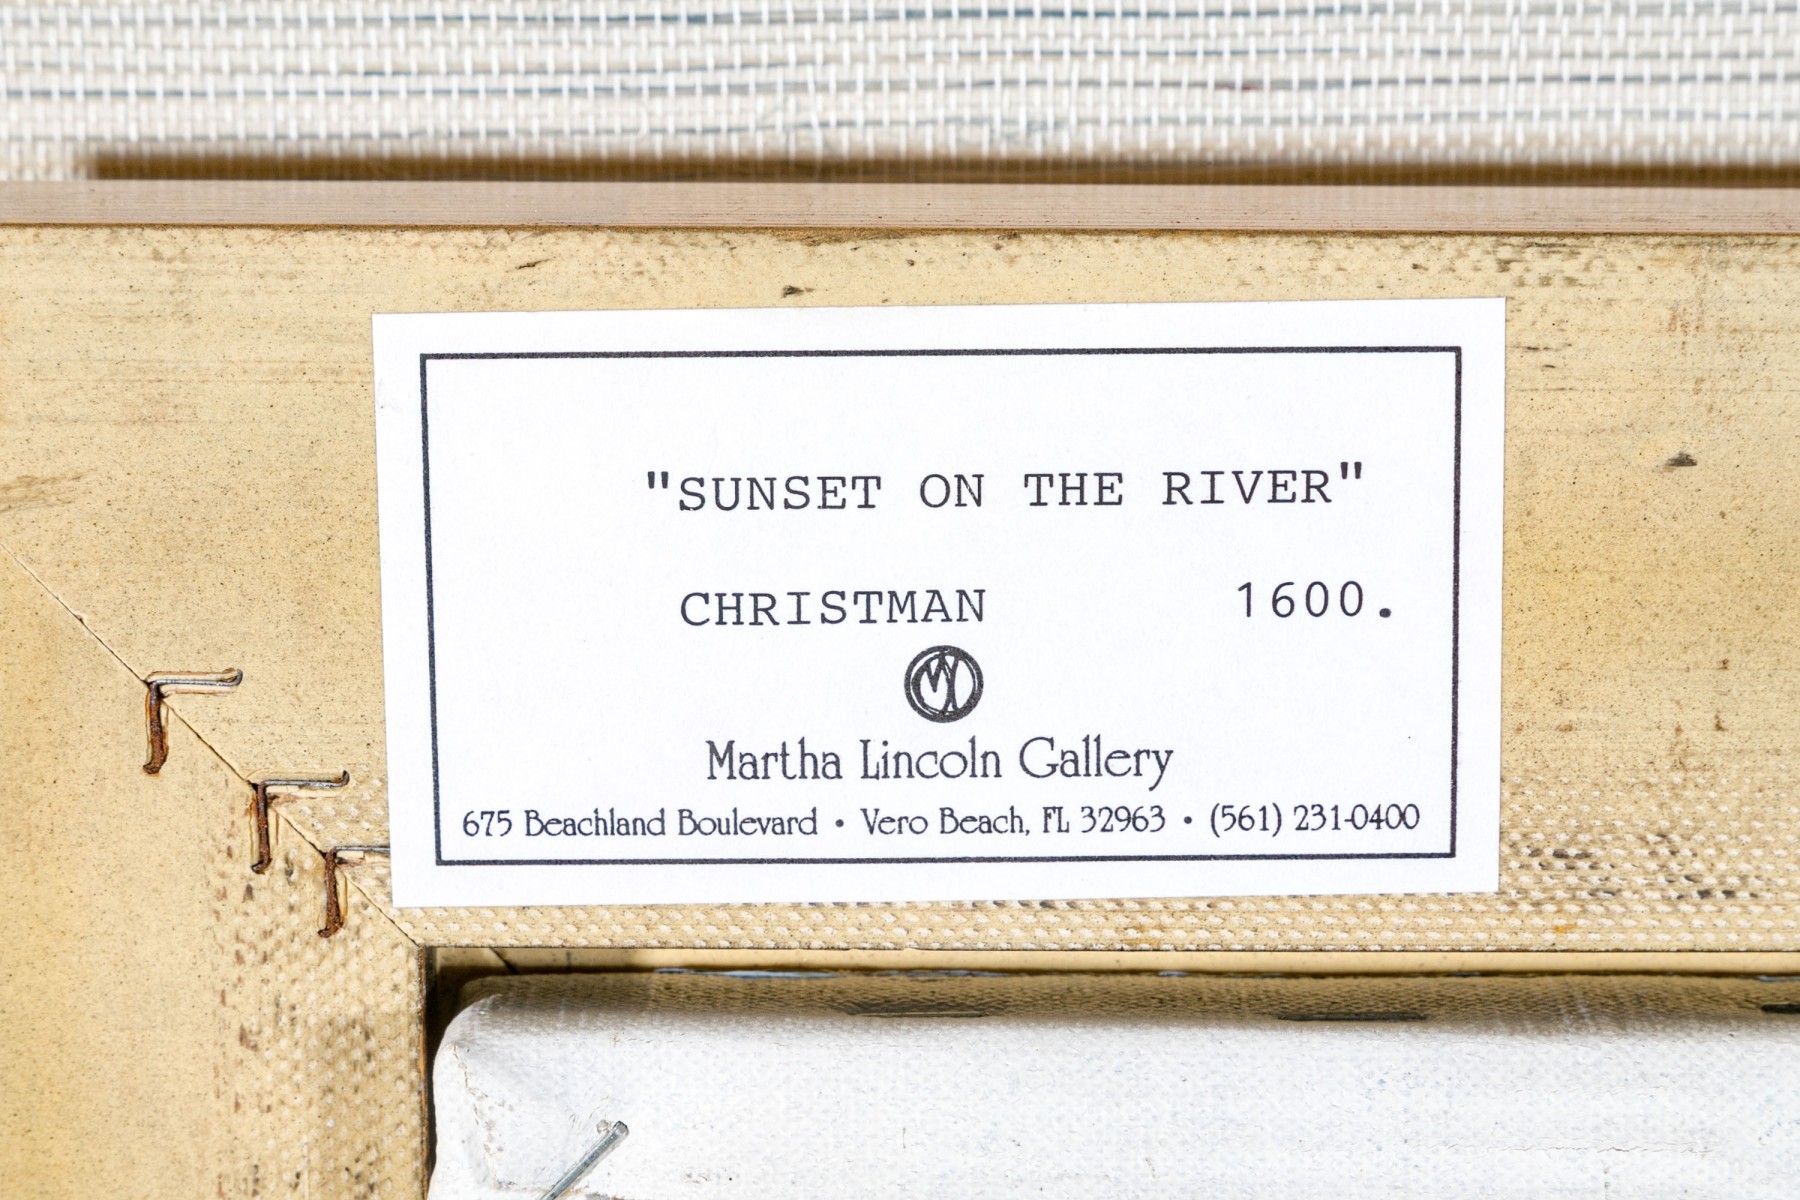 "SUNSET ON THE RIVER"
CHRISTMAN 1600.
Martha Lincoln Gallery
675 Beachland Boulevard • Vero Beach, FL 32963 • (561) 231-0400